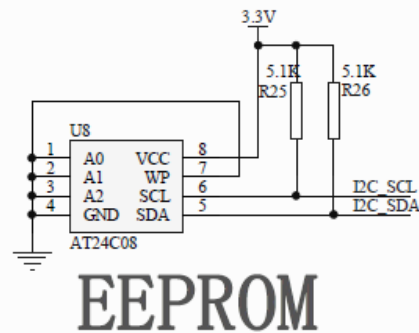 3.3V
5.1K
R25
5.1K
R26
U8
1 A0 VCC 8
2 A1 WP 7
3 A2 SCL 6 I2C_SCL
4 GND SDA 5 I2C_SDA
AT24C08
EEPROM